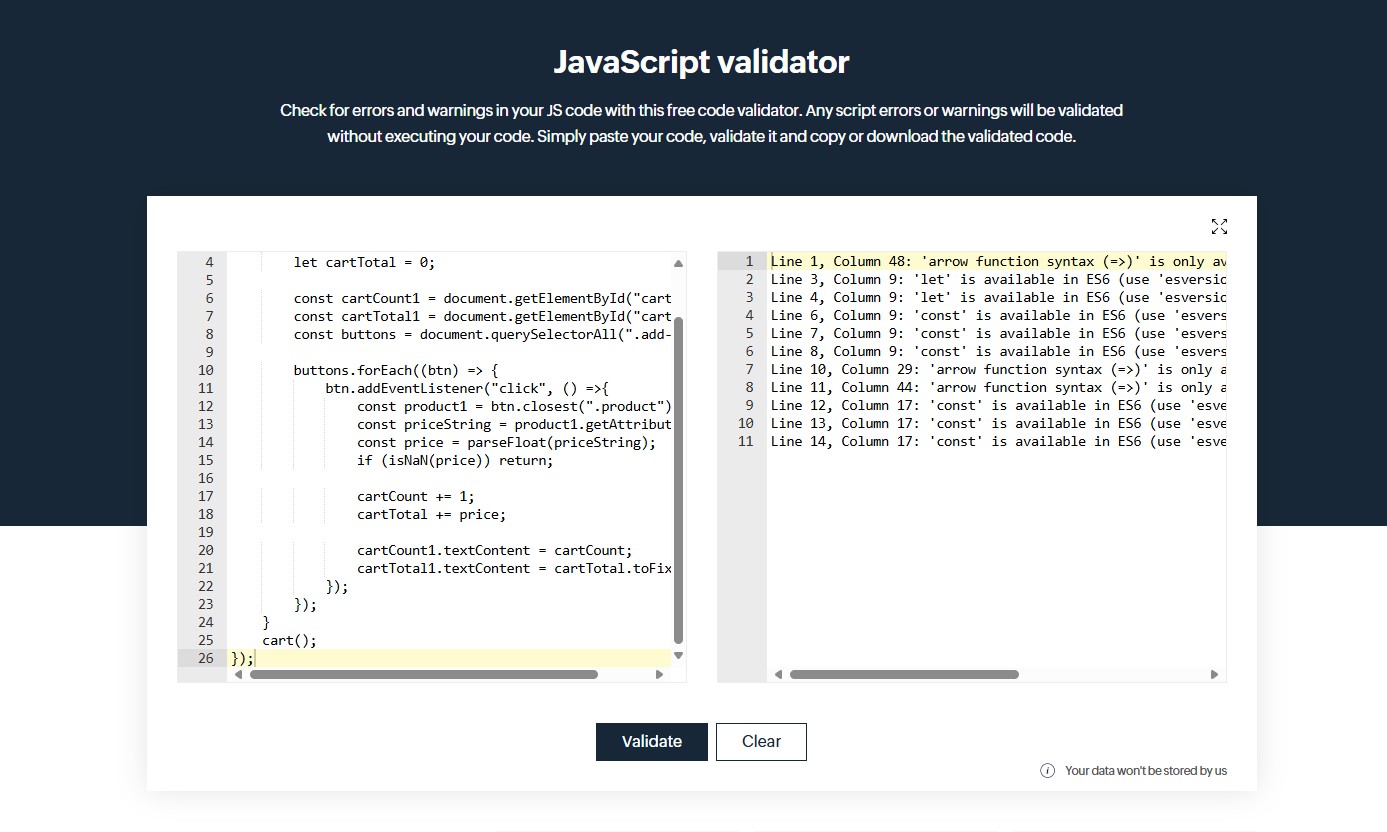 JavaScript validator
Check for errors and warnings in your JS code with this free code validator. Any script errors or warnings will be validated
without executing your code. Simply paste your code, validate it and copy or download the validated code.
4 let cartTotal = 0;
5
6 const cartCount1 = document.getElementById("cart
7 const cartTotal1 = document.getElementById("cart
8 const buttons = document.querySelectorAll(".add-
9
10 buttons.forEach((btn) => {
11 btn.addEventListener("click", () =>{
12 const product1 = btn.closest(".product")
13 const priceString = product1.getAttribut
14 const price = parseFloat(priceString);
15 if (isNaN(price)) return;
16
17 cartCount += 1;
18 cartTotal += price;
19
20 cartCount1.textContent = cartCount;
21 cartTotal1.textContent = cartTotal.toFix
22 });
23 });
24 }
25 cart();
26 });
1 Line 1, Column 48: 'arrow function syntax (=>)' is only av
2 Line 3, Column 9: 'let' is available in ES6 (use 'esversio
3 Line 4, Column 9: 'let' is available in ES6 (use 'esversio
4 Line 6, Column 9: 'const' is available in ES6 (use 'esvers
5 Line 7, Column 9: 'const' is available in ES6 (use 'esvers
6 Line 8, Column 9: 'const' is available in ES6 (use 'esvers
7 Line 10, Column 29: 'arrow function syntax (=>)' is only a
8 Line 11, Column 44: 'arrow function syntax (=>)' is only a
9 Line 12, Column 17: 'const' is available in ES6 (use 'esve
10 Line 13, Column 17: 'const' is available in ES6 (use 'esve
11 Line 14, Column 17: 'const' is available in ES6 (use 'esve
Validate
Clear
Your data won't be stored by us